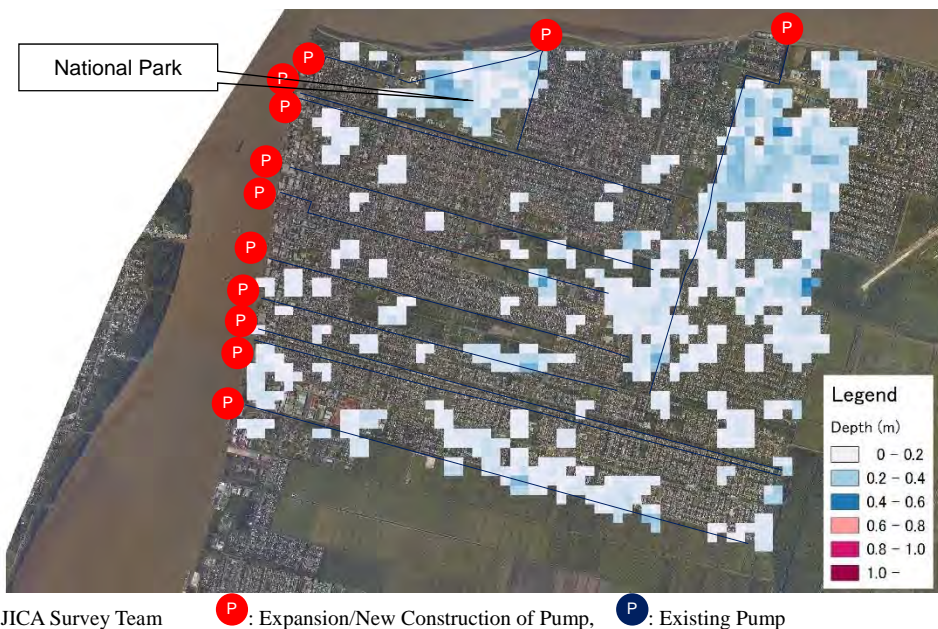 P
P
P
P
National Park
P
P
P
P
P
P
P
P
Legend
Depth (m)
0 - 0.2
0.2 - 0.4
0.4 - 0.6
0.6 - 0.8
0.8 - 1.0
1.0 -
JICA Survey Team P : Expansion/New Construction of Pump, P : Existing Pump